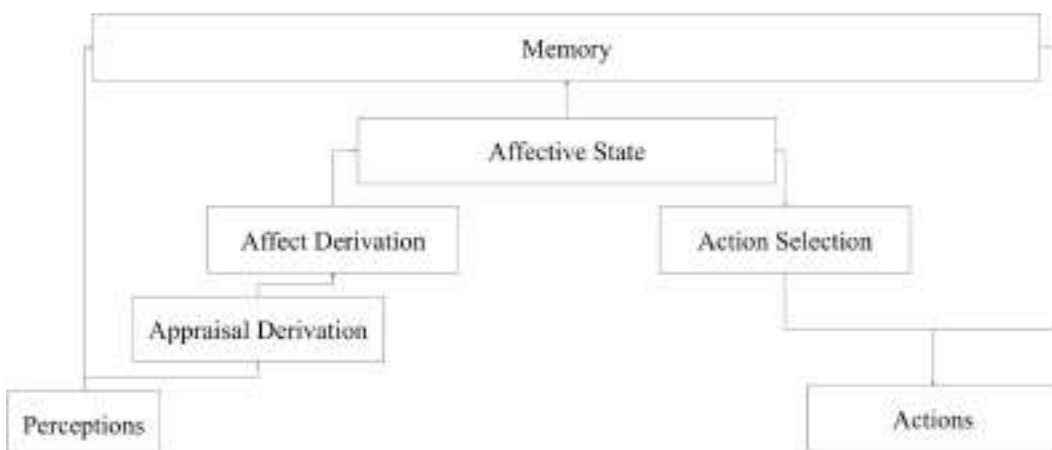 Memory
Affective State
Affect Derivation
Action Selection
Appraisal Derivation
Perceptions
Actions